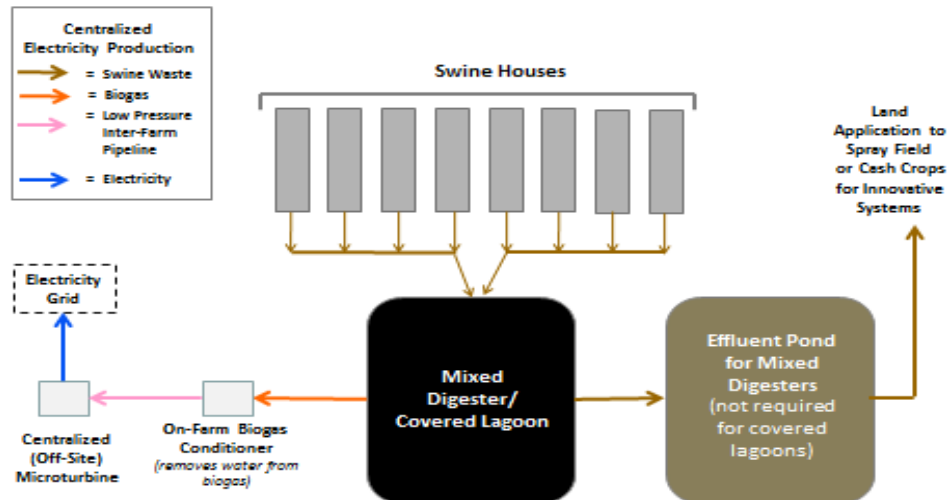 Centralized
Electricity Production
= Swine Waste
= Biogas
= Low Pressure
Inter-Farm
Pipeline
= Electricity
Swine Houses
Land
Application to
Spray Field
or Cash Crops
for Innovative
Systems
Electricity
Grid
Mixed
Digester/
Covered Lagoon
Effluent Pond
for Mixed
Digesters
(not required
for covered
lagoons)
Centralized
(Off-Site)
Microturbine
On-Farm Biogas
Conditioner
(removes water from
biogas)